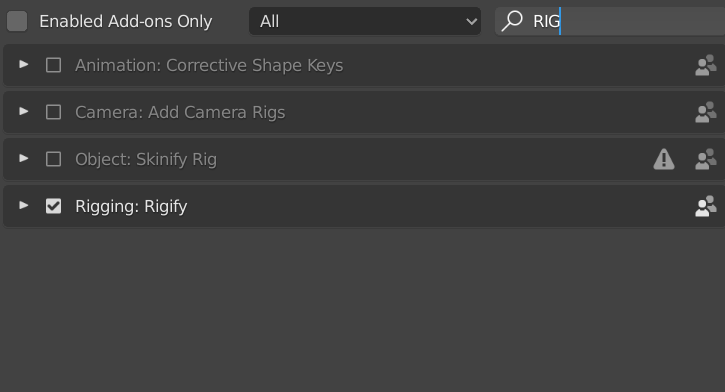 Enabled Add-ons Only All RIG
Animation: Corrective Shape Keys
Camera: Add Camera Rigs
Object: Skinify Rig
Rigging: Rigify